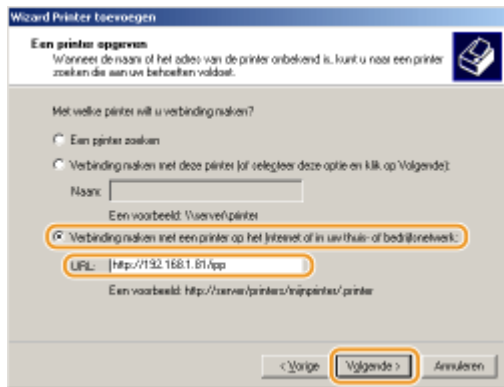 Wizard Printer toevoegen
Een printer opgeven
Wanneer de naam of het adres van de printer onbekend is, kunt u naar een printer
zoeken die aan uw behoeften voldoet.
Met welke printer wilt u verbinding maken?
Een printer zoeken
Verbinding maken met deze printer (of selecteer deze optie en klik op Volgende):
Naam:
Een voorbeeld: \\server\printer
Verbinding maken met een printer op het Internet of in uw thuis- of bedrijfsnetwerk:
URL: http://192.168.1.81/ipp
Een voorbeeld: http://server/printers/mijnprinter/.printer
< Vorige Volgende > Annuleren